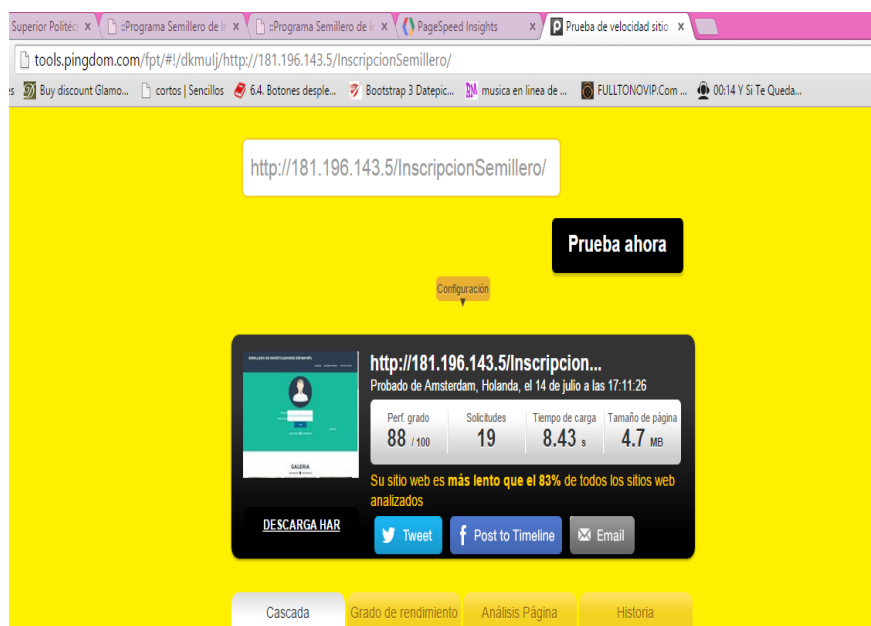 Superior Politéc ::Programa Semillero de Ir ::Programa Semillero de Ir PageSpeed Insights Prueba de velocidad sitio
tools.pingdom.com/fpt/#!/dkmulj/http://181.196.143.5/InscripcionSemillero/
Buy discount Glamo... cortos | Sencillos 6.4. Botones desple... Bootstrap 3 Datepic... musica en linea de ... FULLTONOVIP.Com ... 00:14 Y Si Te Queda...
http://181.196.143.5/InscripcionSemillero/
Prueba ahora
Configuración
http://181.196.143.5/Inscripcion...
Probado de Amsterdam, Holanda, el 14 de julio a las 17:11:26
Perf. grado Solicitudes Tiempo de carga Tamaño de página
88 / 100 19 8.43 s 4.7 MB
GALERIA
Su sitio web es más lento que el 83% de todos los sitios web
analizados
DESCARGA HAR
Tweet Post to Timeline Email
Cascada Grado de rendimiento Análisis Página Historia